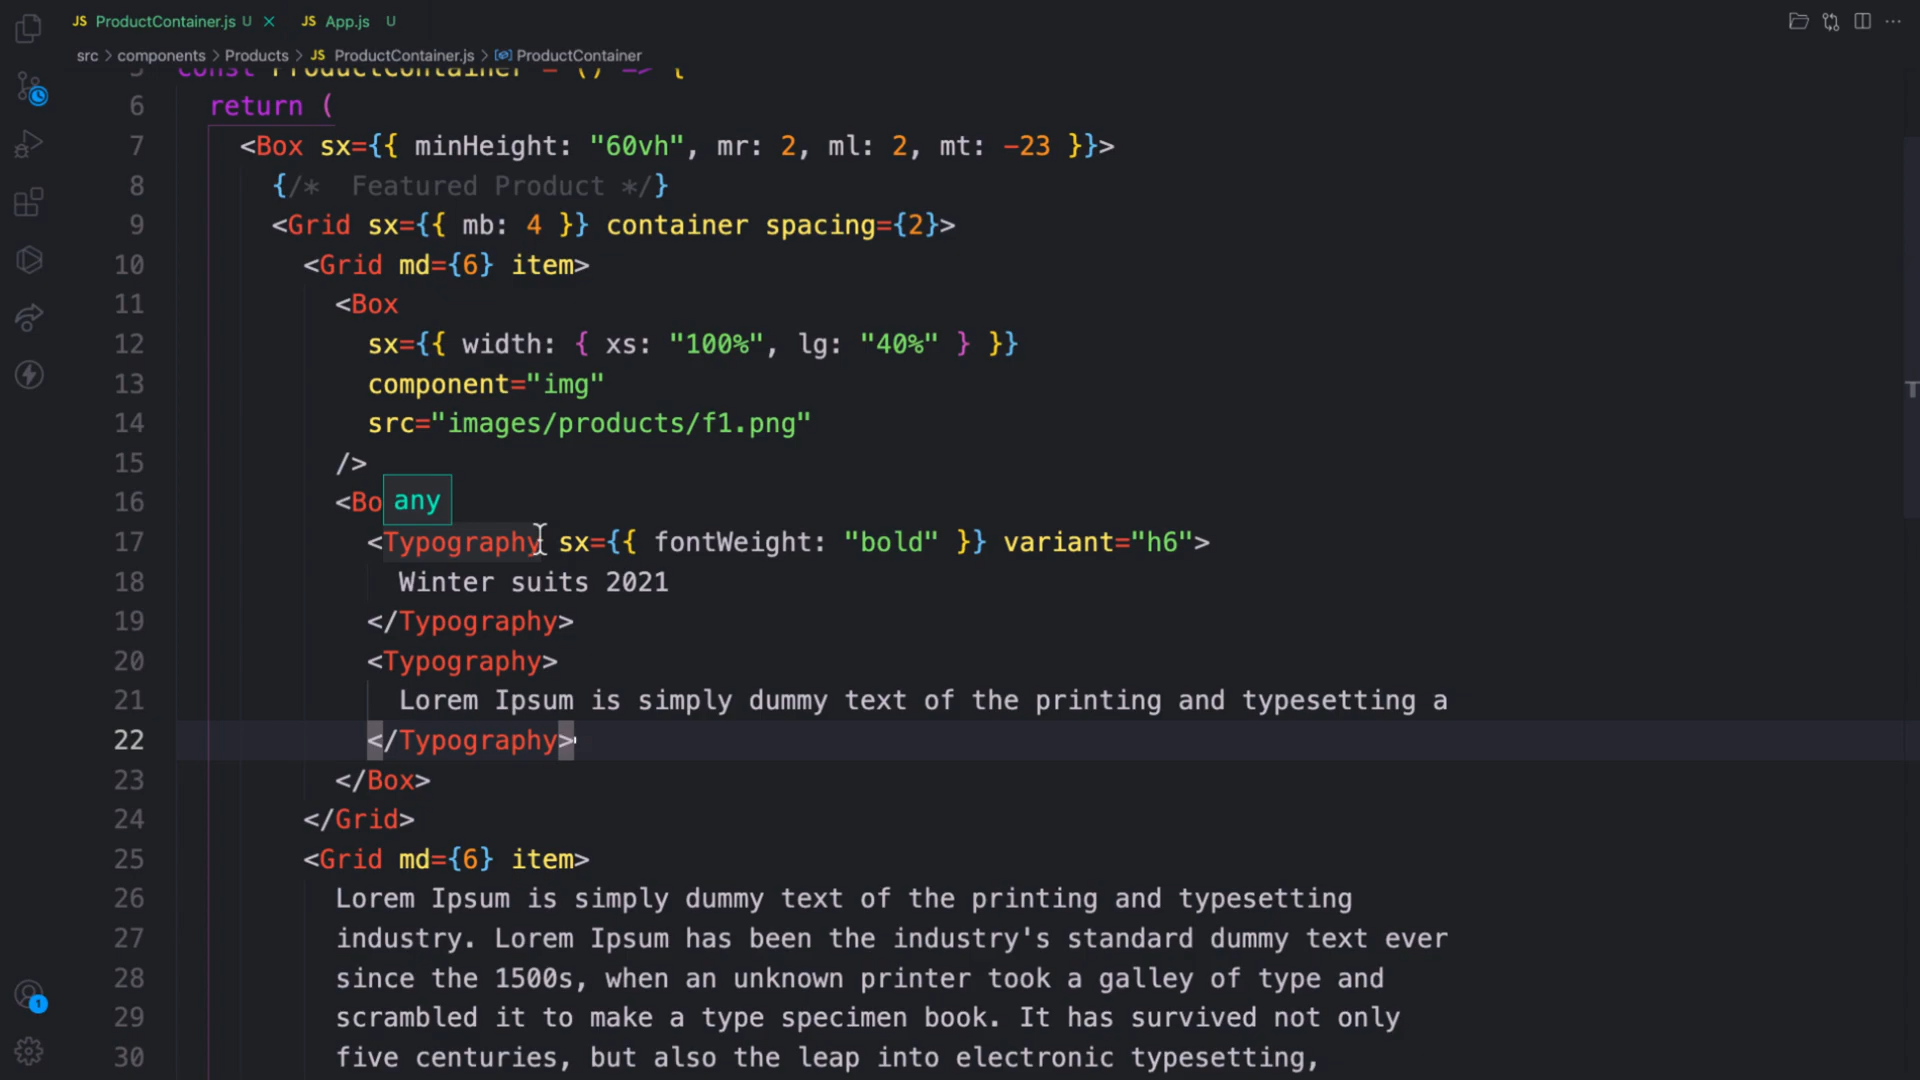 JS ProductContainer.js U × JS App.js U
src > components > Products > JS ProductContainer.js > ProductContainer
5 const ProductContainer = () => {
6 return (
7 <Box sx={{ minHeight: "60vh", mr: 2, ml: 2, mt: -23 }}>
8 {/*  Featured Product */}
9 <Grid sx={{ mb: 4 }} container spacing={2}>
10 <Grid md={6} item>
11 <Box
12 sx={{ width: { xs: "100%", lg: "40%" } }}
13 component="img"
14 src="images/products/f1.png"
15 />
any
16 <Bo
17 <Typography sx={{ fontWeight: "bold" }} variant="h6">
18 Winter suits 2021
19 </Typography>
20 <Typography>
21 Lorem Ipsum is simply dummy text of the printing and typesetting a
22 </Typography>
23 </Box>
24 </Grid>
25 <Grid md={6} item>
26 Lorem Ipsum is simply dummy text of the printing and typesetting
27 industry. Lorem Ipsum has been the industry's standard dummy text ever
28 since the 1500s, when an unknown printer took a galley of type and
29 scrambled it to make a type specimen book. It has survived not only
30 five centuries, but also the leap into electronic typesetting,
1